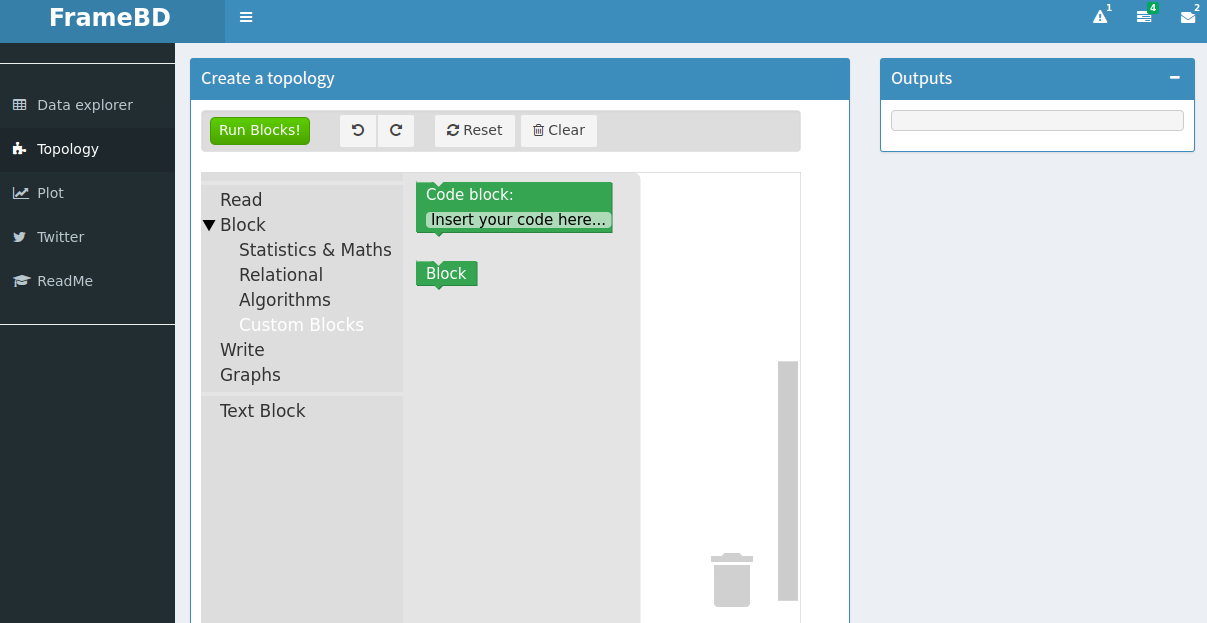 FrameBD
1
4
2
Data explorer
Topology
Plot
Twitter
ReadMe
Create a topology
Run Blocks!
Reset
Clear
Read
Block
Statistics & Maths
Relational
Algorithms
Custom Blocks
Write
Graphs
Text Block
Code block:
Insert your code here...
Block
Outputs